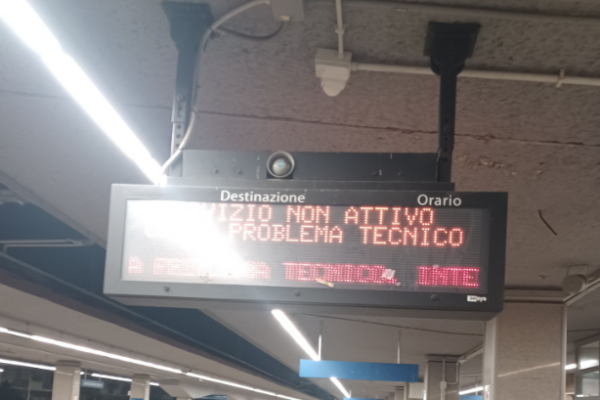 Destinazione Orario
VIZIO NON ATTIVO
PROBLEMA TECNICO
A TECNICO, INTE